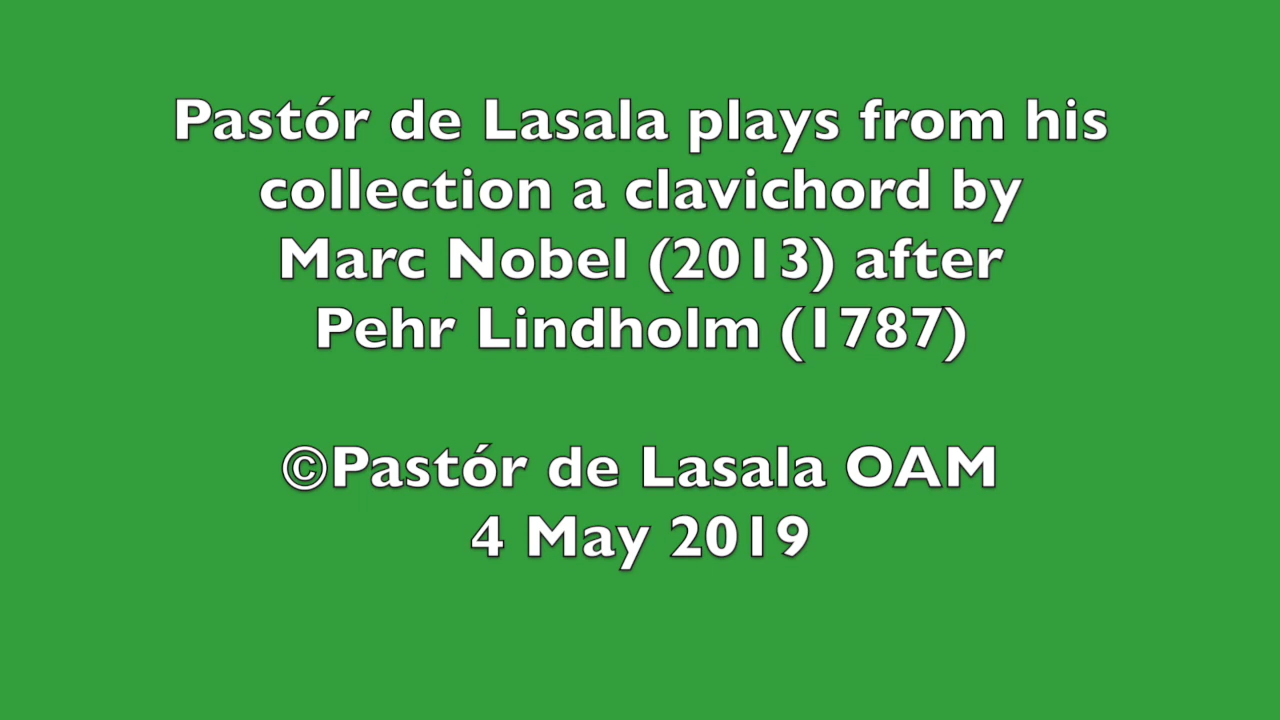 Pastór de Lasala plays from his
collection a clavichord by
Marc Nobel (2013) after
Pehr Lindholm (1787)
©Pastór de Lasala OAM
4 May 2019